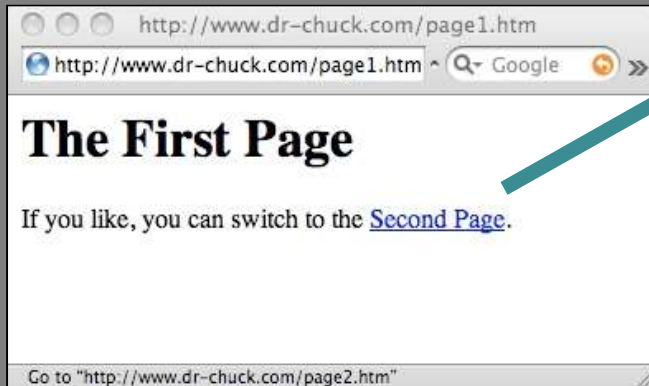 http://www.dr-chuck.com/page1.htm
http://www.dr-chuck.com/page1.htm Google
The First Page
If you like, you can switch to the Second Page.
Go to "http://www.dr-chuck.com/page2.htm"